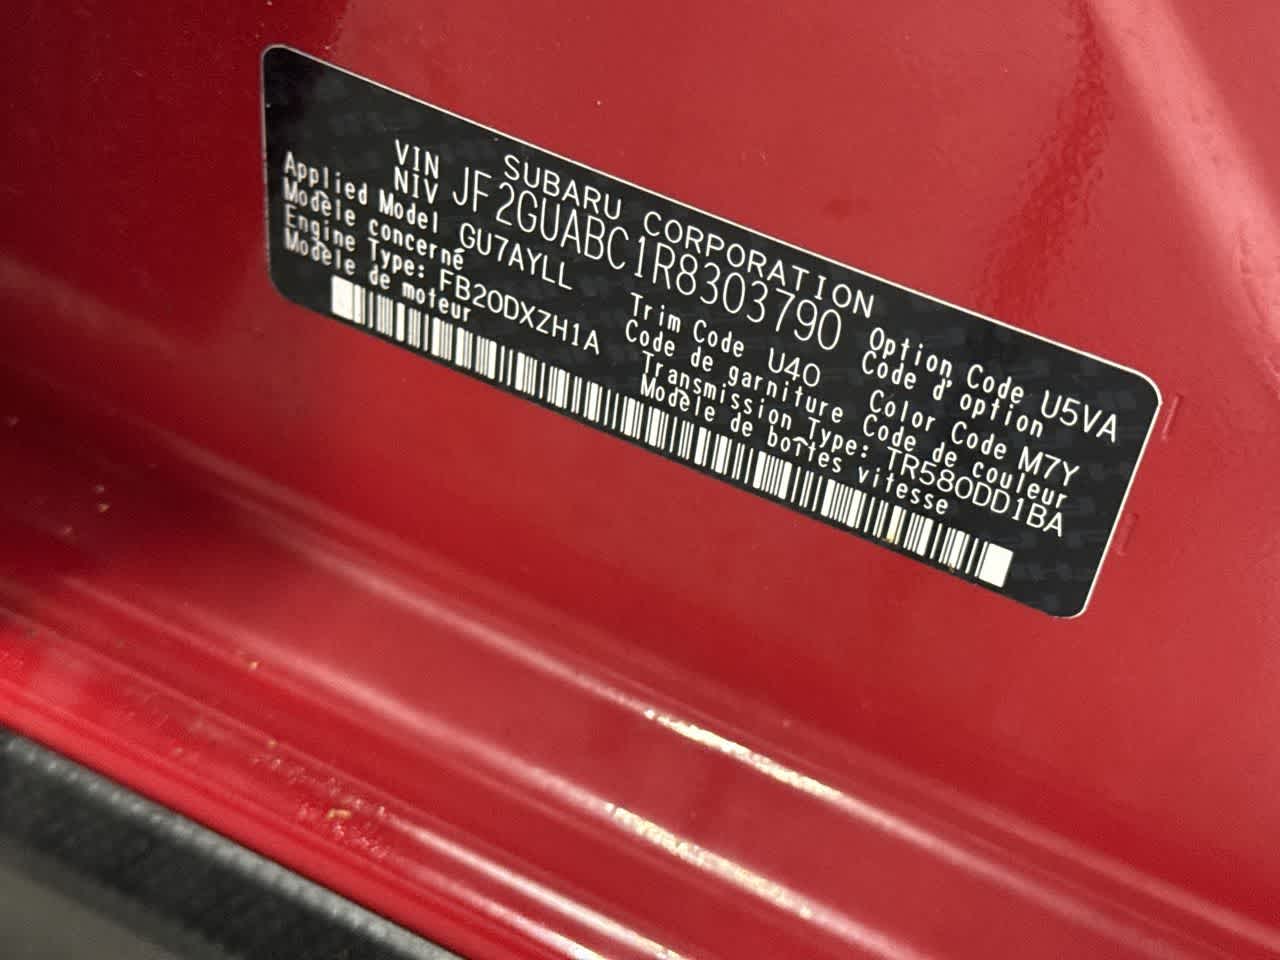 SUBARU CORPORATION
VIN
NIV JF2GUABC1R8303790
Applied Model GU7AYLL
Modèle concerné
Trim Code U40
Code de garniture
Option Code U5VA
Code d'option
Color Code M7Y
Code de couleur
Engine Type: FB20DXZH1A
Modèle de moteur
Transmission Type: TR580DD1BA
Modèle de boîtes vitesse